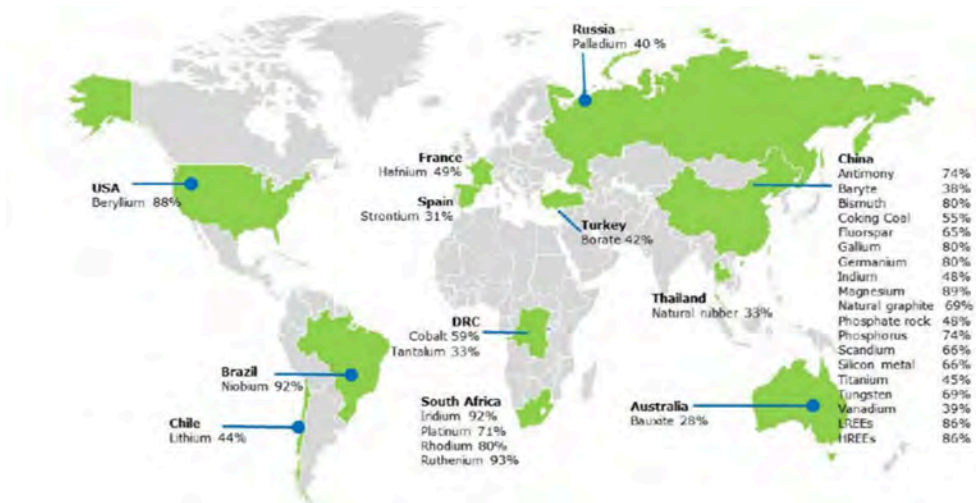 Russia
Palladium 40 %
France
Hafnium 49%
USA
Beryllium 88%
Spain
Strontium 31%
Turkey
Borate 42%
China
Antimony 74%
Baryte 38%
Bismuth 80%
Coking Coal 55%
Fluorspar 65%
Gallium 80%
Germanium 80%
Indium 48%
Magnesium 89%
Natural graphite 69%
Phosphate rock 48%
Phosphorus 74%
Scandium 66%
Silicon metal 66%
Titanium 45%
Tungsten 69%
Vanadium 39%
LREEs 86%
HREEs 86%
Thailand
Natural rubber 33%
DRC
Cobalt 59%
Tantalum 33%
Brazil
Niobium 92%
Chile
Lithium 44%
South Africa
Iridium 92%
Platinum 71%
Rhodium 80%
Ruthenium 93%
Australia
Bauxite 28%